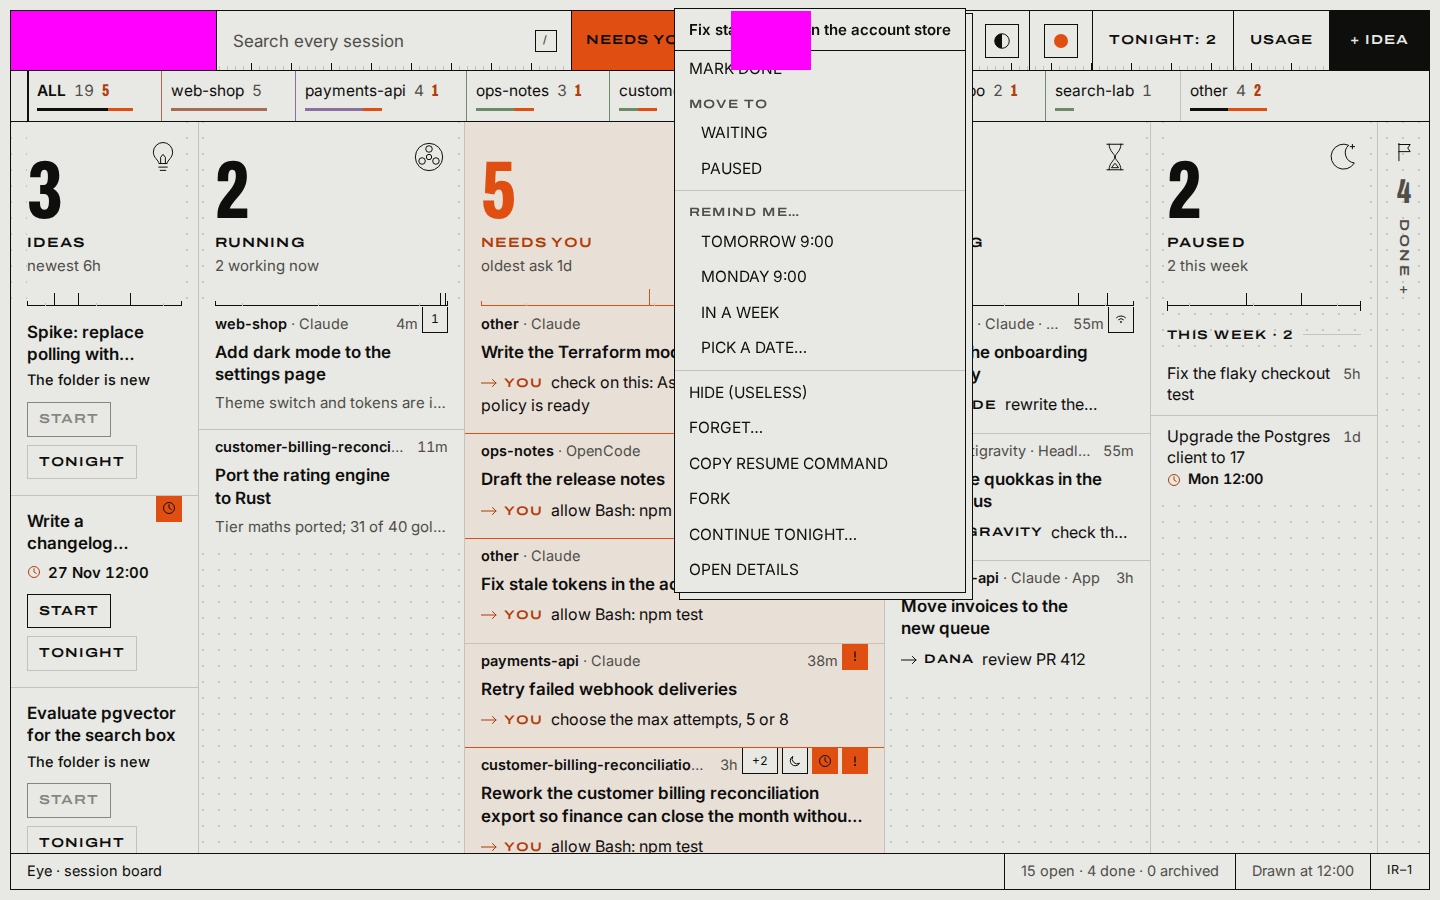 Search every session
/
NEEDS YO
TONIGHT: 2
USAGE
+ IDEA
ALL 19 5
web-shop 5
payments-api 4 1
ops-notes 3 1
custom
2 1
search-lab 1
other 4 2
3
IDEAS
newest 6h
Spike: replace
polling with...
The folder is new
START
TONIGHT
Write a
changelog...
27 Nov 12:00
START
TONIGHT
Evaluate pgvector
for the search box
The folder is new
START
TONIGHT
2
RUNNING
2 working now
web-shop · Claude 4m 1
Add dark mode to the
settings page
Theme switch and tokens are i...
customer-billing-reconci... 11m
Port the rating engine
to Rust
Tier maths ported; 31 of 40 gol...
5
NEEDS YOU
oldest ask 1d
other · Claude
Write the Terraform mod
→ YOU check on this: As
policy is ready
ops-notes · OpenCode
Draft the release notes
→ YOU allow Bash: npm
other · Claude
Fix stale tokens in the ac
→ YOU allow Bash: npm test
payments-api · Claude 38m !
Retry failed webhook deliveries
→ YOU choose the max attempts, 5 or 8
customer-billing-reconciliatio... 3h +2 !
Rework the customer billing reconciliation
export so finance can close the month withou...
→ YOU allow Bash: npm test
Fix sta n the account store
MARK DONE
MOVE TO
WAITING
PAUSED
REMIND ME...
TOMORROW 9:00
MONDAY 9:00
IN A WEEK
PICK A DATE...
HIDE (USELESS)
FORGET...
COPY RESUME COMMAND
FORK
CONTINUE TONIGHT...
OPEN DETAILS
G
· Claude · ... 55m
he onboarding
y
DE rewrite the...
tigravity · Headl... 55m
e quokkas in the
us
GRAVITY check th...
-api · Claude · App 3h
Move invoices to the
new queue
→ DANA review PR 412
2
PAUSED
2 this week
THIS WEEK · 2
Fix the flaky checkout 5h
test
Upgrade the Postgres 1d
client to 17
Mon 12:00
4
DONE +
Eye · session board
15 open · 4 done · 0 archived
Drawn at 12:00
IR-1